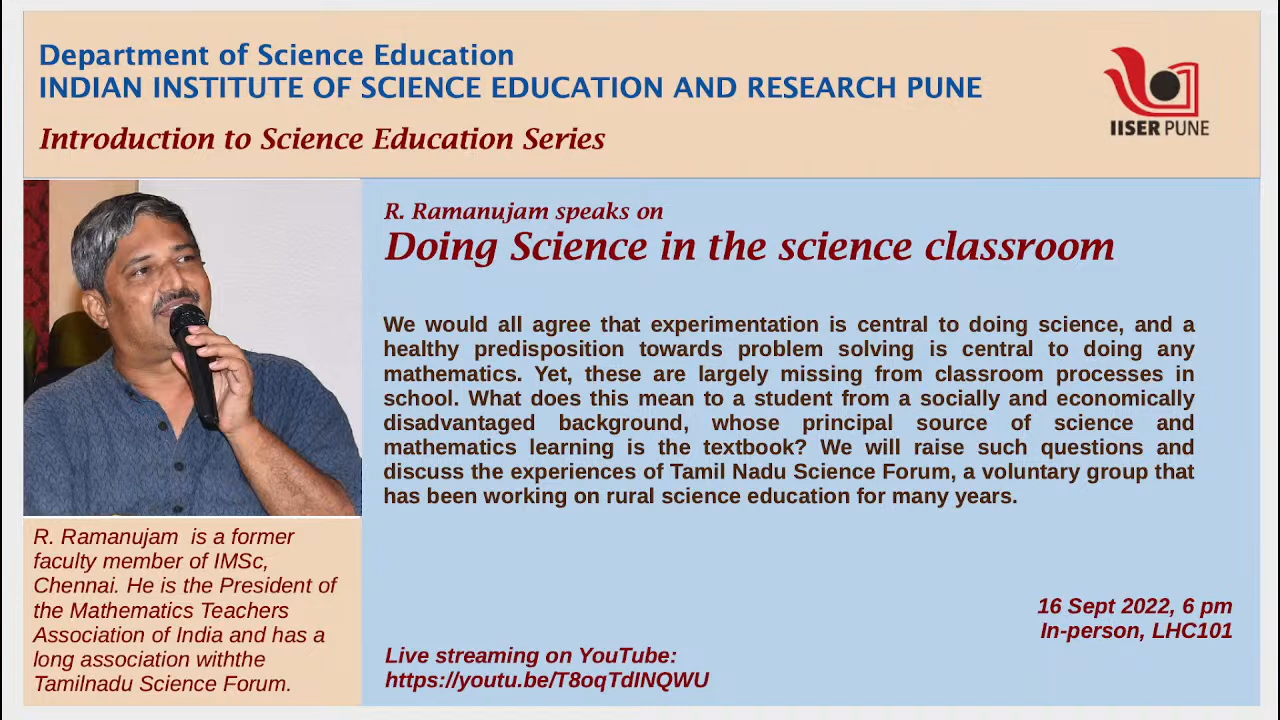 Department of Science Education
INDIAN INSTITUTE OF SCIENCE EDUCATION AND RESEARCH PUNE
Introduction to Science Education Series
IISER PUNE
R. Ramanujam speaks on
Doing Science in the science classroom
We would all agree that experimentation is central to doing science, and a
healthy predisposition towards problem solving is central to doing any
mathematics. Yet, these are largely missing from classroom processes in
school. What does this mean to a student from a socially and economically
disadvantaged background, whose principal source of science and
mathematics learning is the textbook? We will raise such questions and
discuss the experiences of Tamil Nadu Science Forum, a voluntary group that
has been working on rural science education for many years.
R. Ramanujam is a former
faculty member of IMSc,
Chennai. He is the President of
the Mathematics Teachers
Association of India and has a
long association withthe
Tamilnadu Science Forum.
16 Sept 2022, 6 pm
In-person, LHC101
Live streaming on YouTube:
https://youtu.be/T8oqTdINQWU